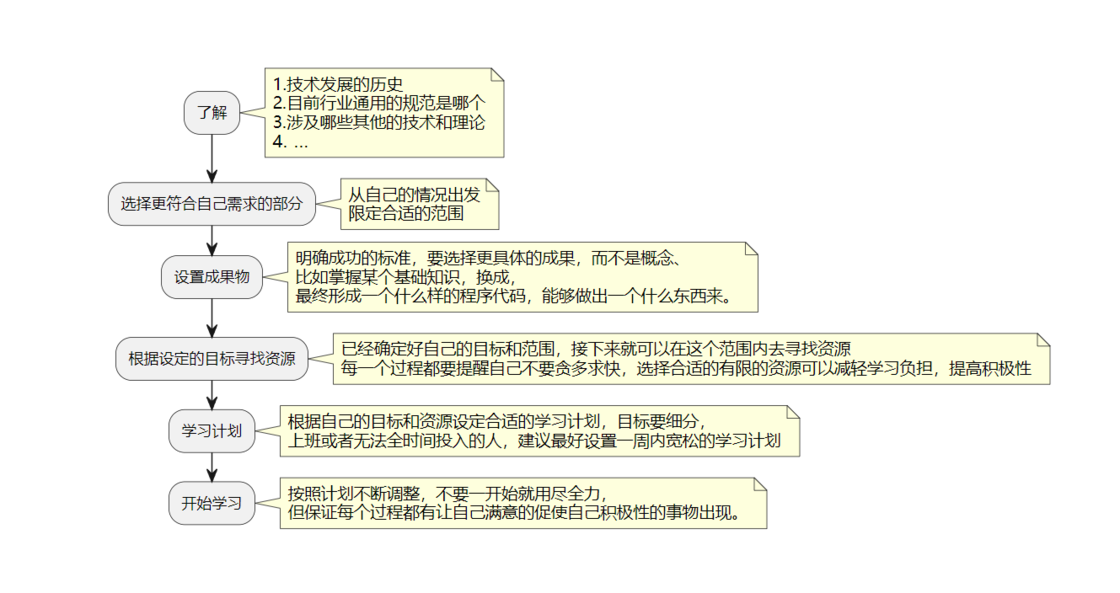 了解
1.技术发展的历史
2.目前行业通用的规范是哪个
3.涉及哪些其他的技术和理论
4. ...
选择更符合自己需求的部分
从自己的情况出发
限定合适的范围
设置成果物
明确成功的标准，要选择更具体的成果，而不是概念、
比如掌握某个基础知识，换成，
最终形成一个什么样的程序代码，能够做出一个什么东西来。
根据设定的目标寻找资源
已经确定好自己的目标和范围，接下来就可以在这个范围内去寻找资源
每一个过程都要提醒自己不要贪多求快，选择合适的有限的资源可以减轻学习负担，提高积极性
学习计划
根据自己的目标和资源设定合适的学习计划，目标要细分，
上班或者无法全时间投入的人，建议最好设置一周内宽松的学习计划
开始学习
按照计划不断调整，不要一开始就用尽全力，
但保证每个过程都有让自己满意的促使自己积极性的事物出现。